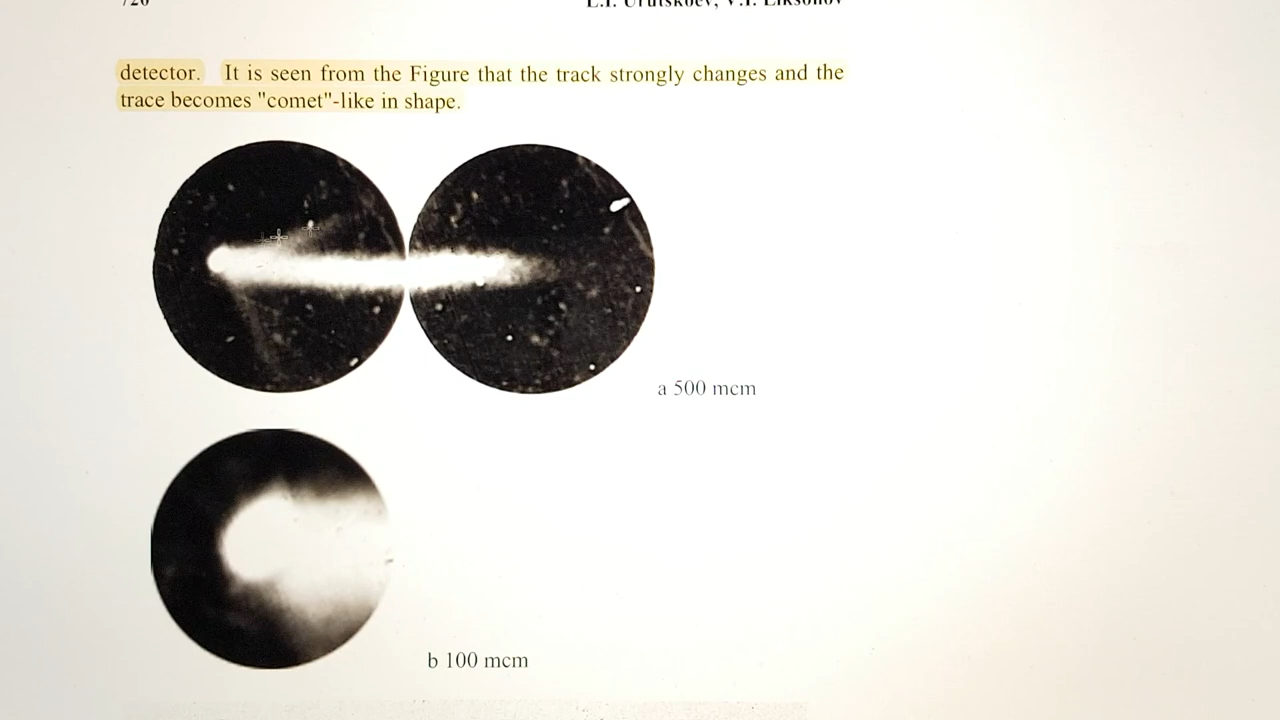 detector. It is seen from the Figure that the track strongly changes and the
trace becomes "comet"-like in shape.
a 500 mcm
b 100 mcm